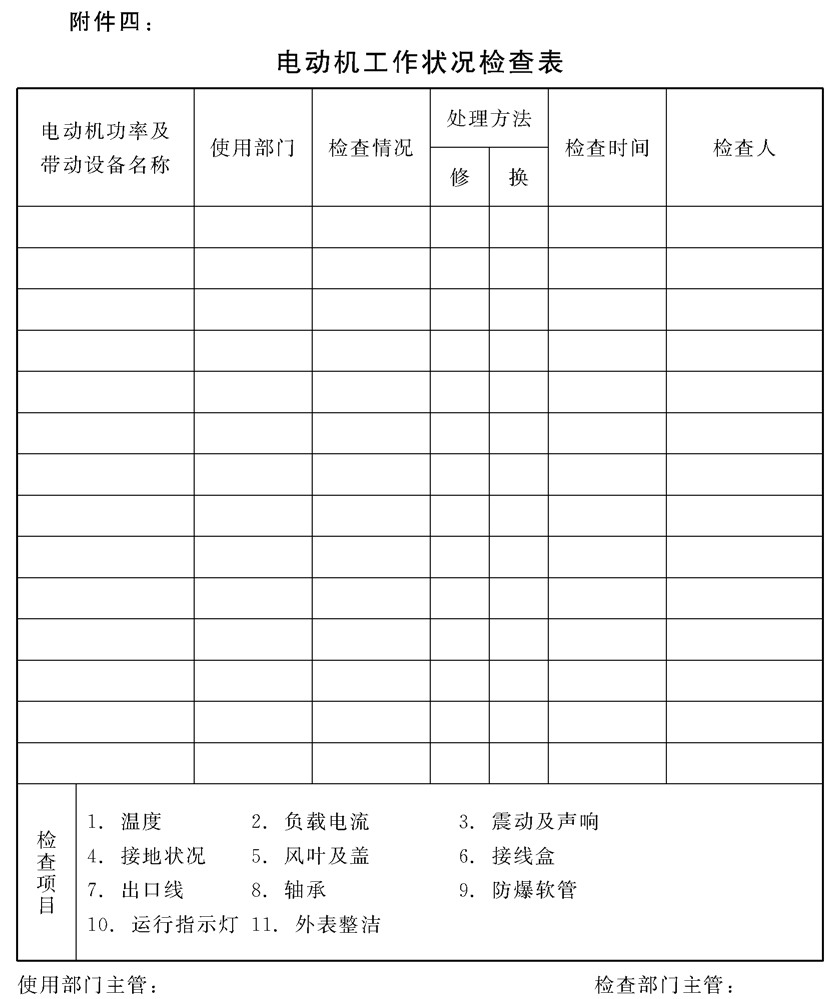 附件四：
电动机工作状况检查表
电动机功率及
带动设备名称
使用部门
检查情况
处理方法
修
换
检查时间
检查人
检查项目
1. 温度 2. 负载电流 3. 震动及声响
4. 接地状况 5. 风叶及盖 6. 接线盒
7. 出口线 8. 轴承 9. 防爆软管
10. 运行指示灯 11. 外表整洁
使用部门主管： 检查部门主管：